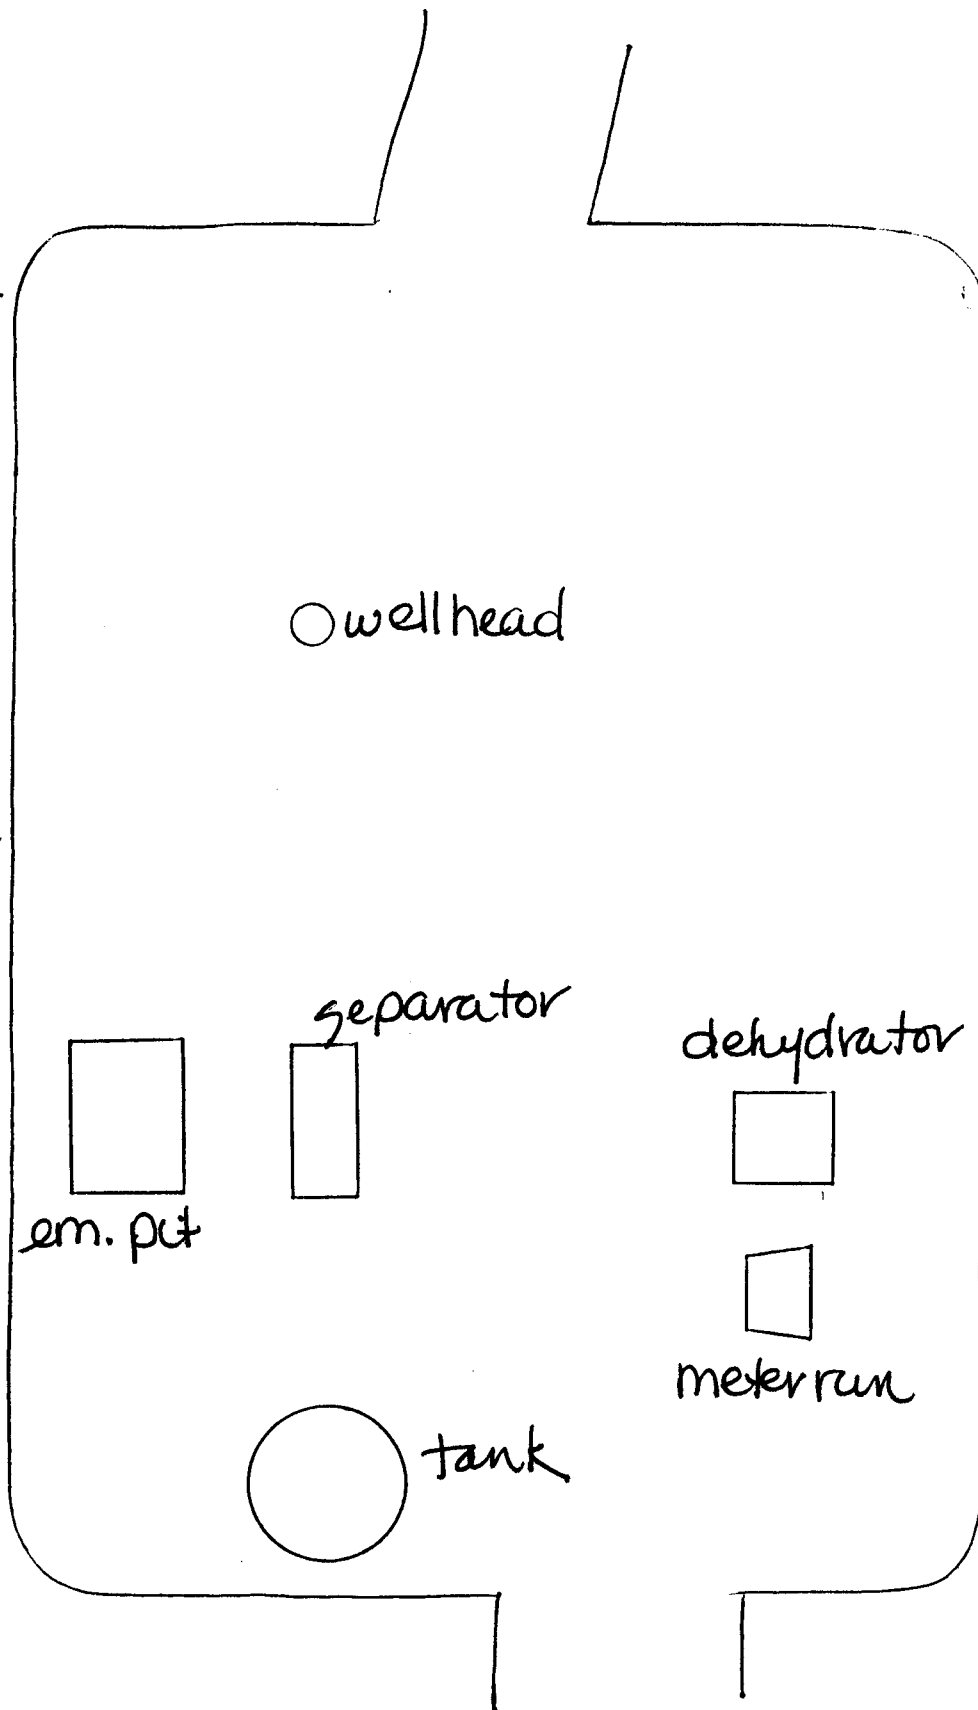 wellhead
separator
dehydrator
em. pit
meter run
tank